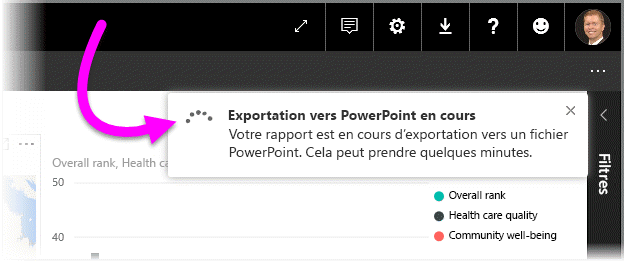 Exportation vers PowerPoint en cours
Votre rapport est en cours d’exportation vers un fichier
PowerPoint. Cela peut prendre quelques minutes.
Filtres
Overall rank, Health ca
50
40
Overall rank
Health care quality
Community well-being